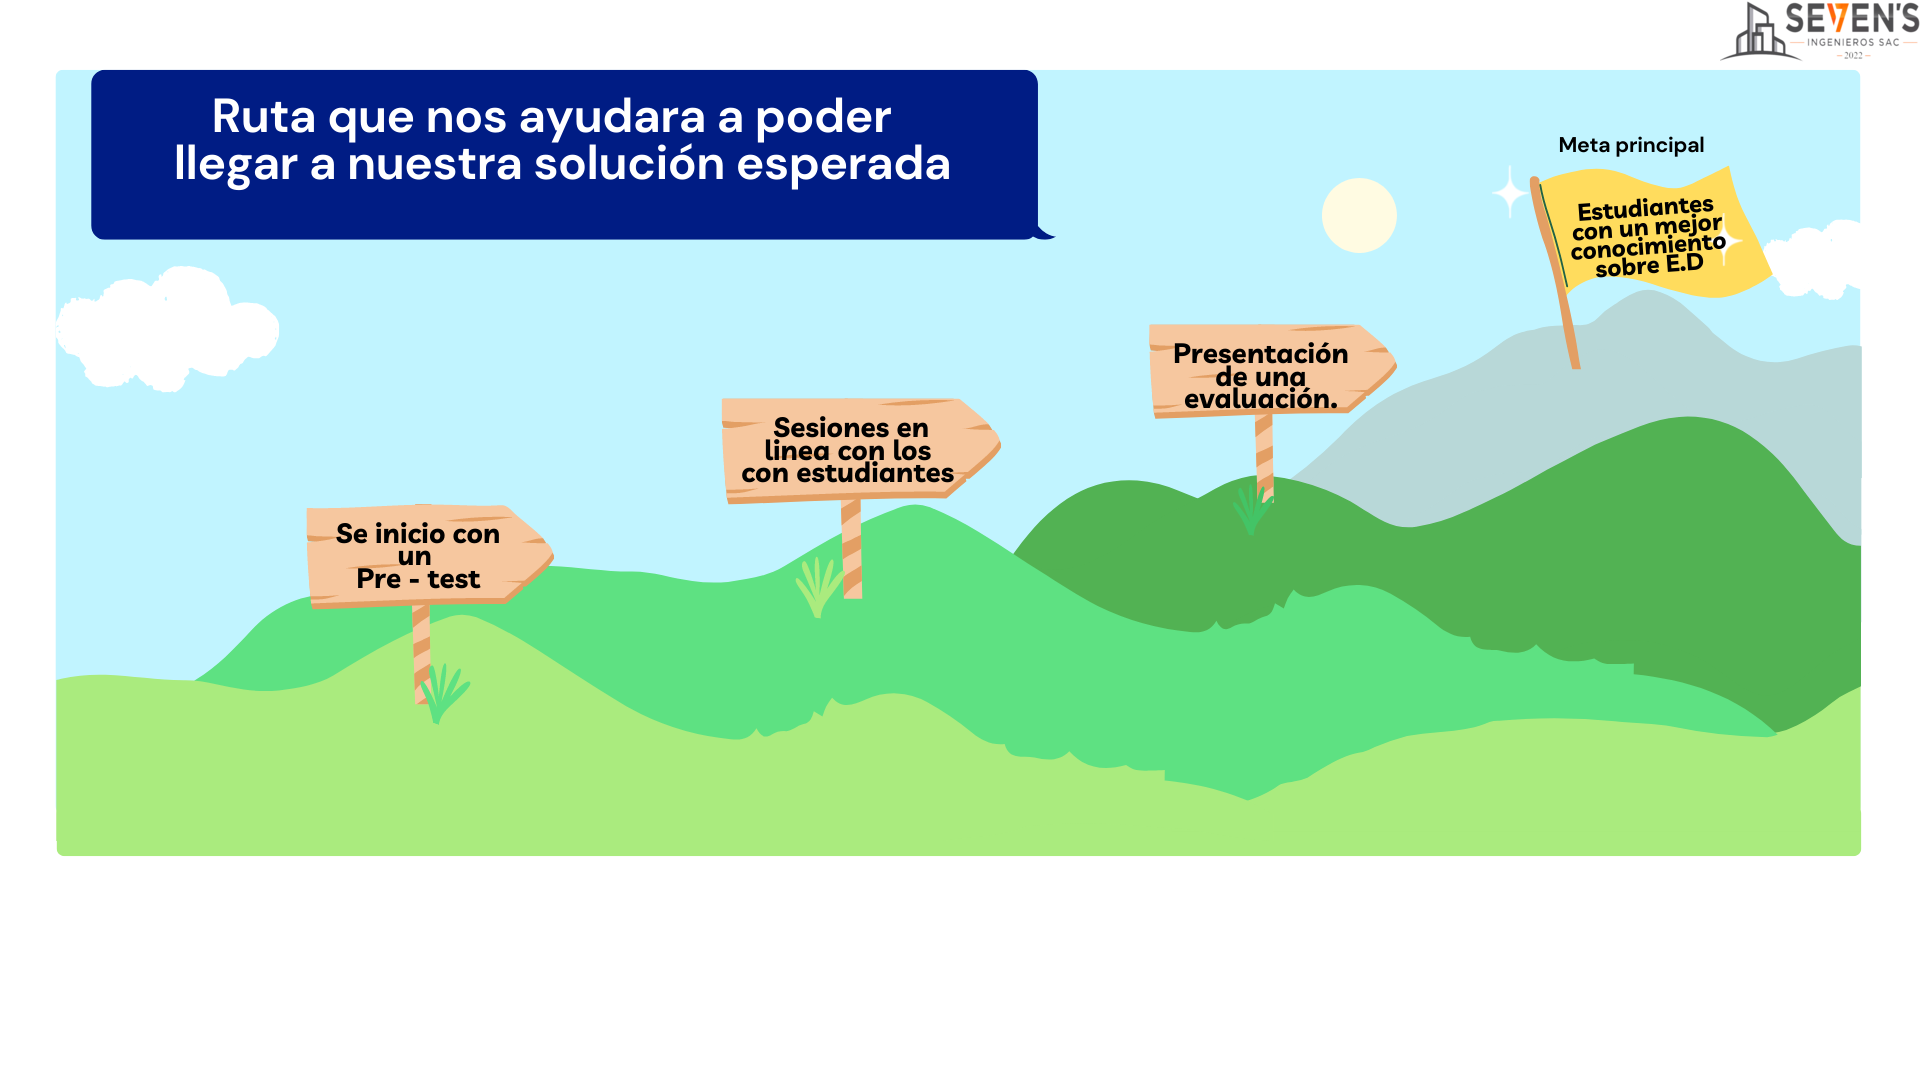 SEVEN'S
INGENIEROS SAC
2022
Ruta que nos ayudara a poder
llegar a nuestra solución esperada
Meta principal
Estudiantes
con un mejor
conocimiento
sobre E.D
Presentación
de una
evaluación.
Sesiones en
linea con los
con estudiantes
Se inicio con
un
Pre - test